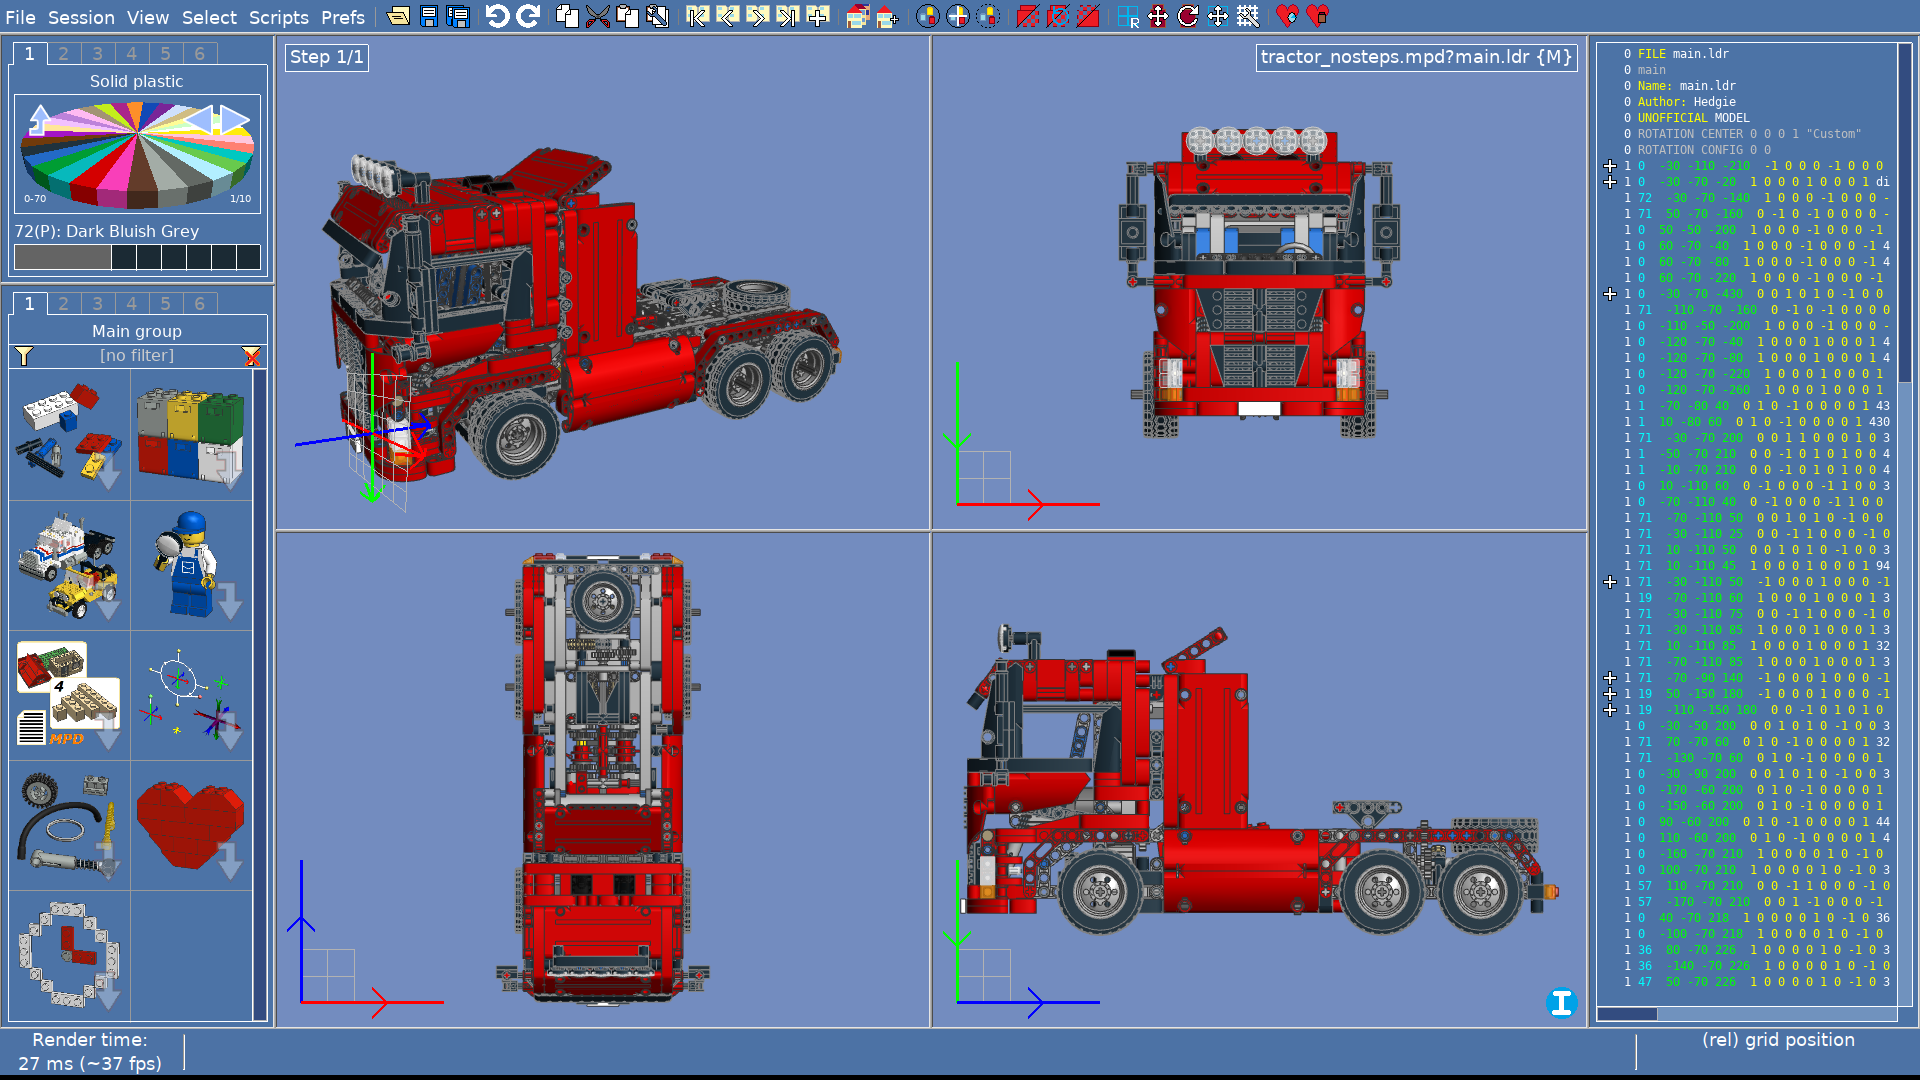 File Session View Select Scripts Prefs
1 2 3 4 5 6
Solid plastic
0-70 1/10
72(P): Dark Bluish Grey
1 2 3 4 5 6
Main group
[no filter]
4
MPD
Step 1/1
tractor_nosteps.mpd?main.ldr {M}
R
0 FILE main.ldr
0 main
0 Name: main.ldr
0 Author: Hedgie
0 UNOFFICIAL MODEL
0 ROTATION CENTER 0 0 0 1 "Custom"
0 ROTATION CONFIG 0 0
1 0 -30 -110 -210 -1 0 0 0 -1 0 0 0
1 0 -30 -70 -20 1 0 0 0 1 0 0 0 1 di
1 72 -30 -70 -140 1 0 0 0 1 0 0 0 -
1 71 50 -70 -160 0 -1 0 -1 0 0 0 -
1 0 50 -50 -200 1 0 0 0 -1 0 0 0 -1
1 0 60 -70 -40 1 0 0 0 -1 0 0 0 -1 4
1 0 60 -70 -80 1 0 0 0 -1 0 0 0 -1 4
1 0 60 -70 -220 1 0 0 0 -1 0 0 0 -1
1 0 -30 -70 -430 0 0 1 0 1 0 -1 0 0
1 71 -110 -70 -160 0 -1 0 -1 0 0 0 0
1 0 -110 -50 -200 1 0 0 0 -1 0 0 0 -
1 0 -120 -70 -40 1 0 0 0 1 0 0 0 1 4
1 0 -120 -70 -80 1 0 0 0 1 0 0 0 1 4
1 0 -120 -70 -220 1 0 0 0 1 0 0 0 1
1 0 -120 -70 -260 1 0 0 0 1 0 0 0 1
1 1 -70 -80 40 0 1 0 -1 0 0 0 0 1 43
1 1 10 -80 60 0 1 0 -1 0 0 0 0 1 430
1 71 -30 -70 200 0 0 1 1 0 0 0 1 0 3
1 1 -50 -70 210 0 1 0 -1 0 0 0 0 1 4
1 1 -10 -70 210 0 1 0 -1 0 0 0 0 1 4
1 0 10 -110 60 0 -1 0 0 0 -1 1 0 0 3
1 0 -70 -110 40 0 -1 0 0 0 -1 1 0 0
1 71 -70 -110 50 0 0 1 0 1 0 -1 0 0
1 71 -30 -110 25 0 0 -1 1 0 0 0 -1 0
1 71 10 -110 50 0 0 1 0 1 0 -1 0 0 3
1 71 10 -110 45 1 0 0 0 1 0 0 0 1 94
1 71 -30 -110 50 -1 0 0 0 1 0 0 0 -1
1 19 -70 -110 60 1 0 0 0 1 0 0 0 1 3
1 71 -30 -110 75 0 0 -1 1 0 0 0 -1 0
1 71 -30 -110 85 1 0 0 0 1 0 0 0 1 3
1 71 10 -110 85 1 0 0 0 1 0 0 0 1 32
1 71 -70 -110 85 1 0 0 0 1 0 0 0 1 3
1 71 -70 -90 140 -1 0 0 0 1 0 0 0 -1
1 19 50 -150 180 -1 0 0 0 1 0 0 0 -1
1 19 -110 -150 180 0 0 -1 0 1 0 1 0
1 0 -30 -50 200 0 0 1 0 1 0 -1 0 0 3
1 71 70 -70 60 0 1 0 -1 0 0 0 0 1 32
1 71 -130 -70 60 0 1 0 -1 0 0 0 0 1
1 0 -30 -90 200 0 0 1 0 1 0 -1 0 0 3
1 0 -170 -60 200 0 1 0 -1 0 0 0 0 1
1 0 -150 -60 200 0 1 0 -1 0 0 0 0 1
1 0 90 -60 200 0 1 0 -1 0 0 0 0 1 44
1 0 110 -60 200 0 1 0 -1 0 0 0 0 1 4
1 0 -160 -70 210 1 0 0 0 0 1 0 -1 0
1 0 100 -70 210 1 0 0 0 0 1 0 -1 0 3
1 57 110 -70 210 0 0 -1 1 0 0 0 -1 0
1 57 -170 -70 210 0 0 1 -1 0 0 0 -1
1 0 40 -70 218 1 0 0 0 0 1 0 -1 0 36
1 0 -100 -70 218 1 0 0 0 0 1 0 -1 0
1 36 80 -70 226 1 0 0 0 0 1 0 -1 0 3
1 36 -140 -70 226 1 0 0 0 0 1 0 -1 0
1 47 50 -70 226 1 0 0 0 0 1 0 -1 0 3
Render time:
27 ms (~37 fps)
(rel) grid position